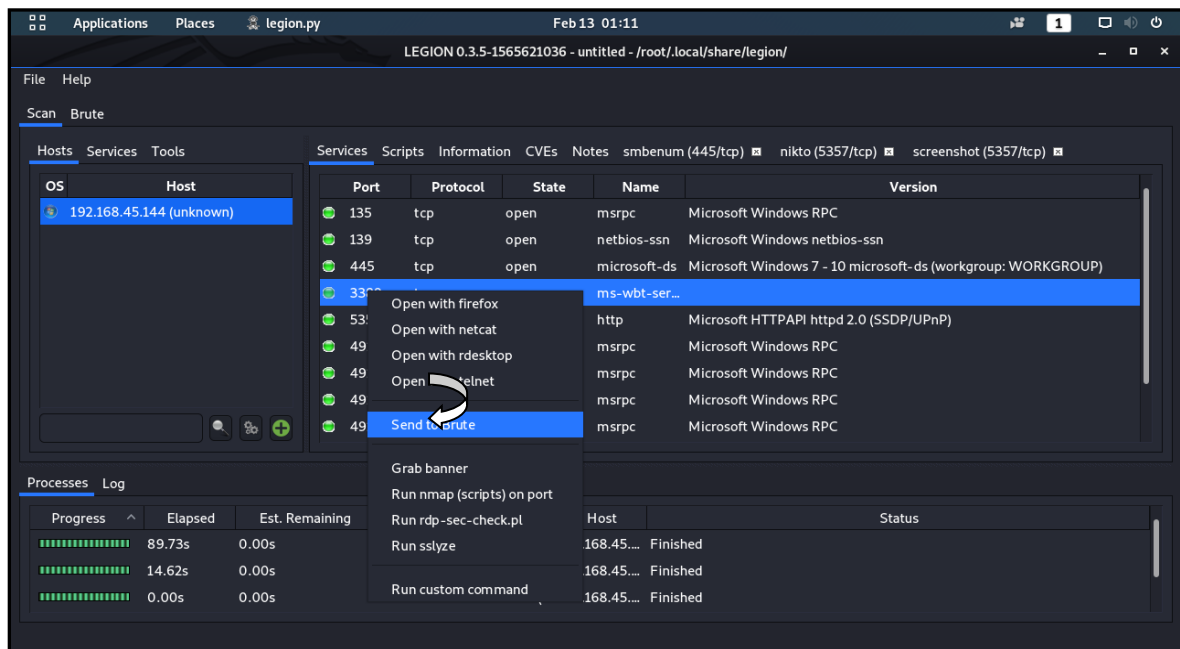 Applications Places legion.py Feb 13 01:11 1
LEGION 0.3.5-1565621036 - untitled - /root/.local/share/legion/
File Help
Scan Brute
Hosts Services Tools
Services Scripts Information CVEs Notes smbenum (445/tcp) nikto (5357/tcp) screenshot (5357/tcp)
OS Host
Port Protocol State Name Version
192.168.45.144 (unknown)
135 tcp open msrpc Microsoft Windows RPC
139 tcp open netbios-ssn Microsoft Windows netbios-ssn
445 tcp open microsoft-ds Microsoft Windows 7 - 10 microsoft-ds (workgroup: WORKGROUP)
ms-wbt-ser...
http Microsoft HTTPAPI httpd 2.0 (SSDP/UPnP)
49 msrpc Microsoft Windows RPC
49 msrpc Microsoft Windows RPC
49 msrpc Microsoft Windows RPC
49 msrpc Microsoft Windows RPC
Open with firefox
Open with netcat
Open with rdesktop
Open telnet
Send to Brute
Grab banner
Run nmap (scripts) on port
Run rdp-sec-check.pl
Run sslyze
Run custom command
Processes Log
Progress Elapsed Est. Remaining Host Status
89.73s 0.00s .168.45.... Finished
14.62s 0.00s .168.45.... Finished
0.00s 0.00s .168.45.... Finished